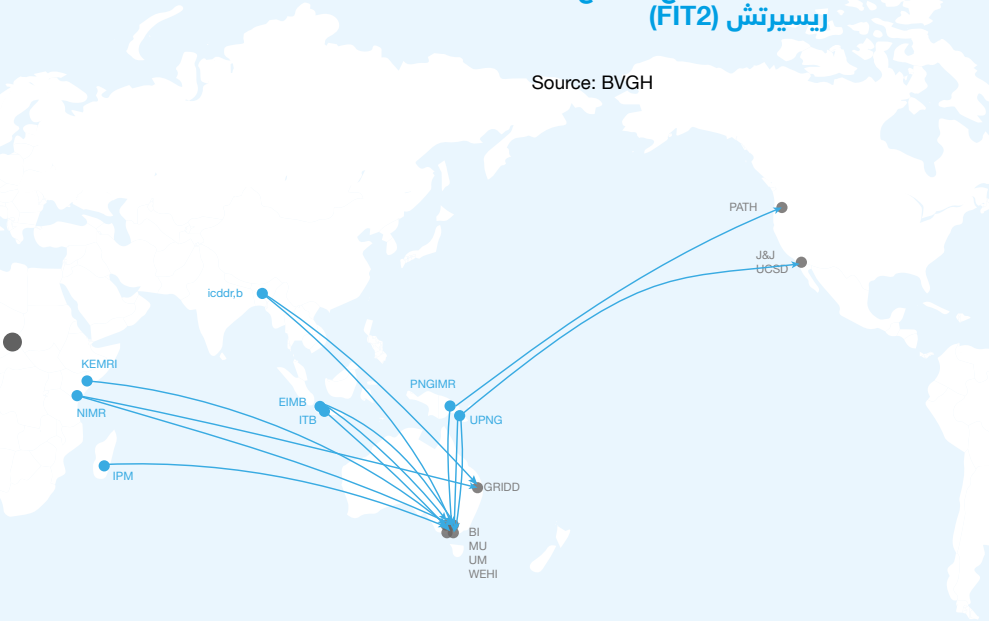 ريسيرتش (FIT2)
Source: BVGH
PATH
J&J
UCSD
icddr,b
KEMRI
NIMR
IPM
EIMB
ITB
PNGIMR
UPNG
GRIDD
BI
MU
UM
WEHI